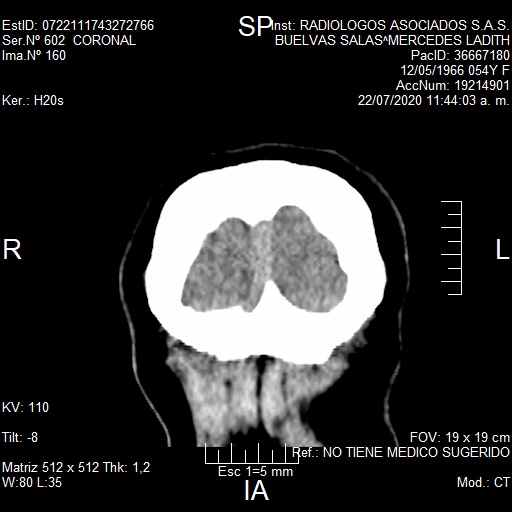 EstID: 0722111743272766
Ser.Nº 602 CORONAL
Ima.Nº 160
Ker.: H20s
SP
Inst: RADIOLOGOS ASOCIADOS S.A.S.
BUELVAS SALAS^MERCEDES LADITH
PacID: 36667180
12/05/1966 054Y F
AccNum: 19214901
22/07/2020 11:44:03 a. m.
R
L
KV: 110
Tilt: -8
Matriz 512 x 512 Thk: 1,2
W:80 L:35
Esc 1=5 mm
IA
FOV: 19 x 19 cm
Ref.: NO TIENE MEDICO SUGERIDO
Mod.: CT